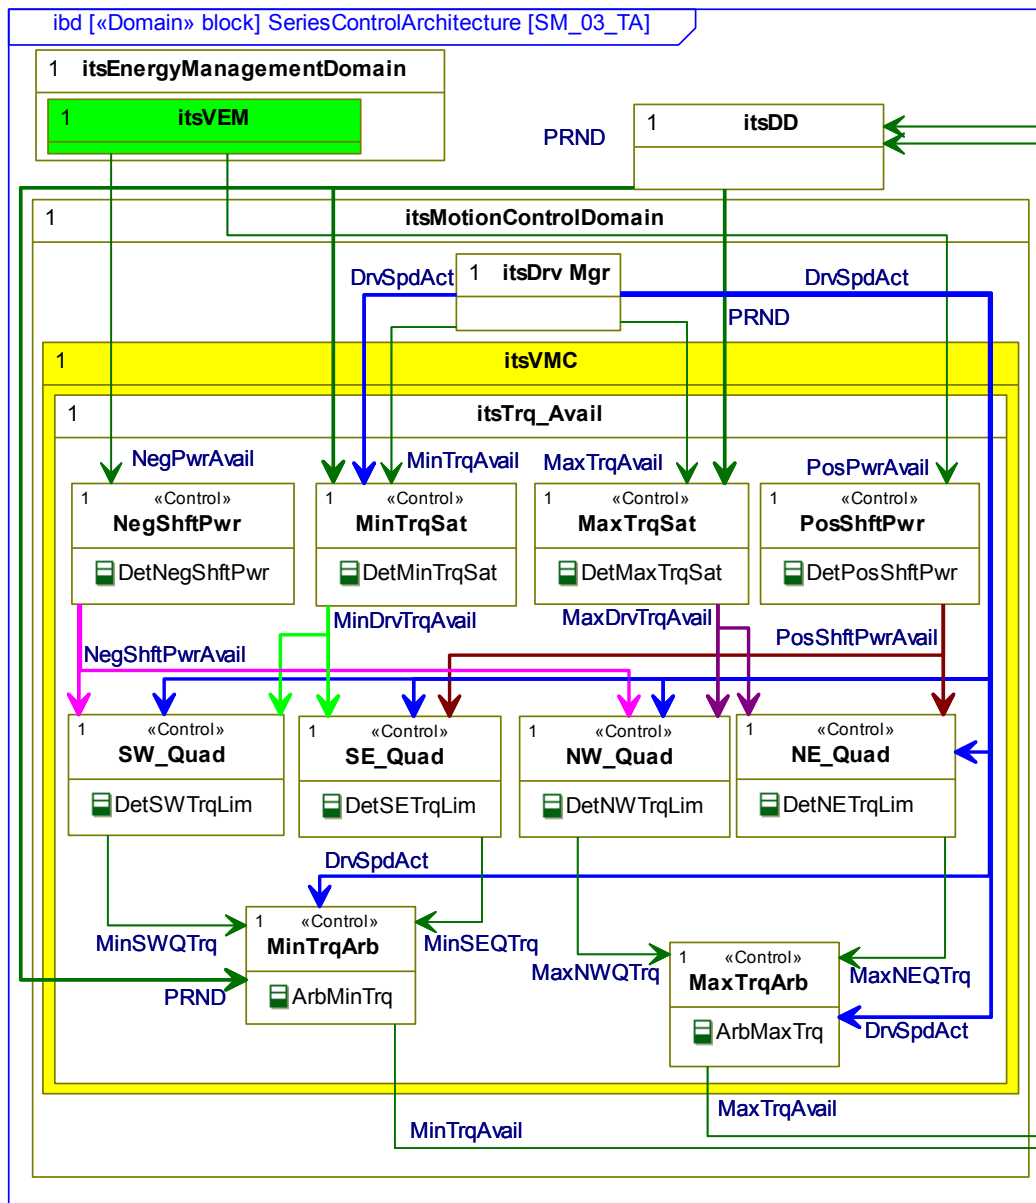 ibd [«Domain» block] SeriesControlArchitecture [SM_03_TA]
1 itsEnergyManagementDomain
1 itsVEM
PRND
1 itsDD
1 itsMotionControlDomain
DrvSpdAct
1 itsDrv Mgr
DrvSpdAct
PRND
1 itsVMC
1 itsTrq_Avail
NegPwrAvail
MinTrqAvail
MaxTrqAvail
PosPwrAvail
1 «Control»
NegShftPwr
DetNegShftPwr
1 «Control»
MinTrqSat
DetMinTrqSat
1 «Control»
MaxTrqSat
DetMaxTrqSat
1 «Control»
PosShftPwr
DetPosShftPwr
NegShftPwrAvail
MinDrvTrqAvail
MaxDrvTrqAvail
PosShftPwrAvail
1 «Control»
SW_Quad
DetSWTrqLim
1 «Control»
SE_Quad
DetSETrqLim
1 «Control»
NW_Quad
DetNWTrqLim
1 «Control»
NE_Quad
DetNETrqLim
DrvSpdAct
MinSWQTrq
1 «Control»
MinTrqArb
ArbMinTrq
MinSEQTrq
PRND
MaxNWQTrq
1 «Control»
MaxTrqArb
ArbMaxTrq
MaxNEQTrq
DrvSpdAct
MaxTrqAvail
MinTrqAvail